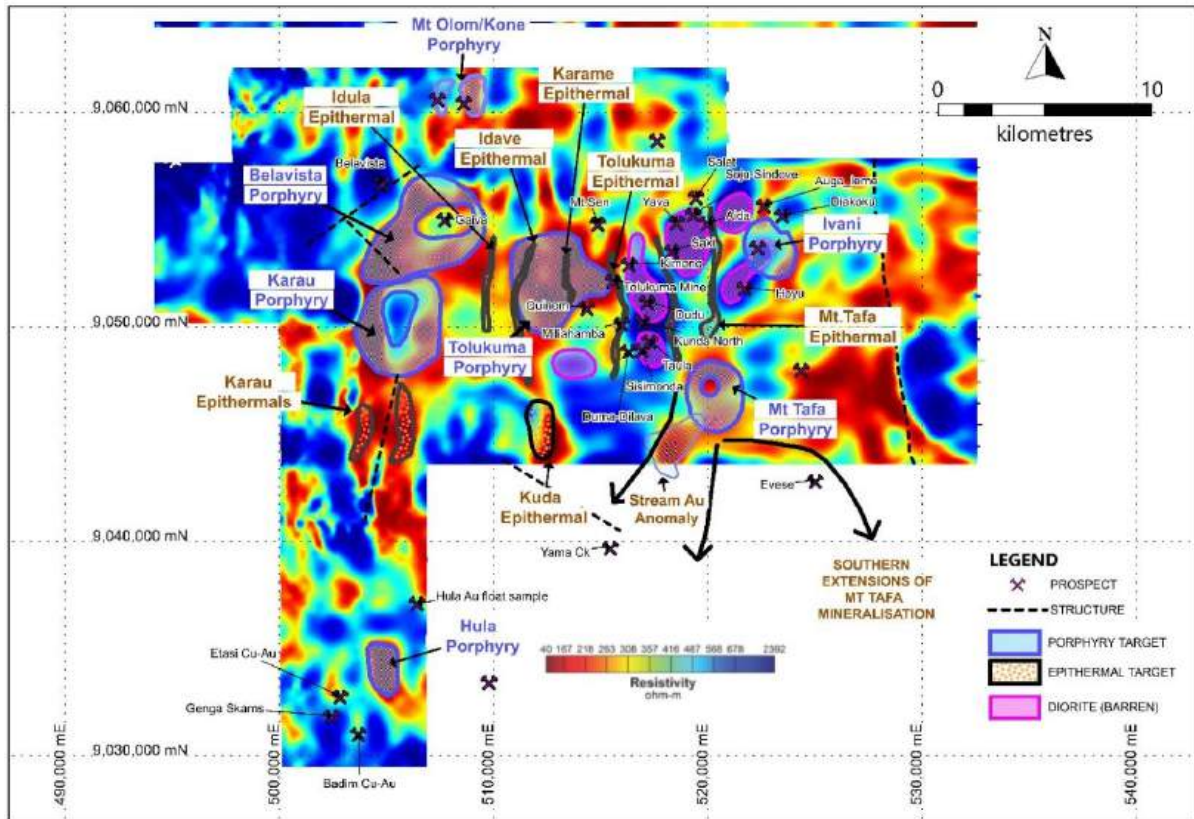 Mt Olom/Kone
Porphyry
N
Karame
Epithermal
0
10
kilometres
9,060,000 mN
Idula
Epithermal
Idave
Epithermal
Tolukuma
Epithermal
Belavista
Belavista
Porphyry
Galva
Mt Sen
Yava
Salat
Soju-Sindove
Aida
Auga_leme
Diakaku
Ivani
Porphyry
Saki
Kimono
Karau
Porphyry
Tolukuma Mine
Hoyu
Quinom
9,050,000 mN
Millahamba
Dudu
Kunda North
Mt.Tafa
Epithermal
Tolukuma
Porphyry
Taula
Sisimonda
Duma-Dilava
Karau
Epithermals
Mt Tafa
Porphyry
Kuda
Epithermal
Stream Au
Anomaly
Evese
9,040,000 mN
Yama Ck
SOUTHERN
EXTENSIONS OF
MT TAFA
MINERALISATION
Hula Au float sample
Hula
Porphyry
Etasi Cu-Au
Genga Skarns
Badim Cu-Au
9,030,000 mN
40 167 218 263 308 357 410 487 568 678 2392
Resistivity
ohm-m
LEGEND
PROSPECT
STRUCTURE
PORPHYRY TARGET
EPITHERMAL TARGET
DIORITE (BARREN)
490,000 mE
500,000 mE
510,000 mE
520,000 mE
530,000 mE
540,000 mE